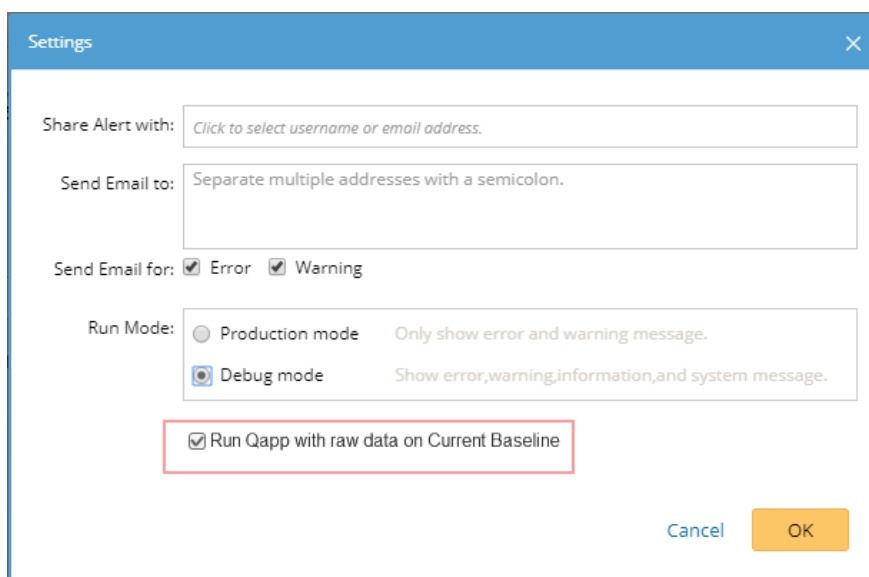 Settings
Share Alert with: Click to select username or email address.
Send Email to: Separate multiple addresses with a semicolon.
Send Email for: Error Warning
Run Mode: Production mode Only show error and warning message.
Debug mode Show error,warning,information,and system message.
Run Qapp with raw data on Current Baseline
Cancel OK